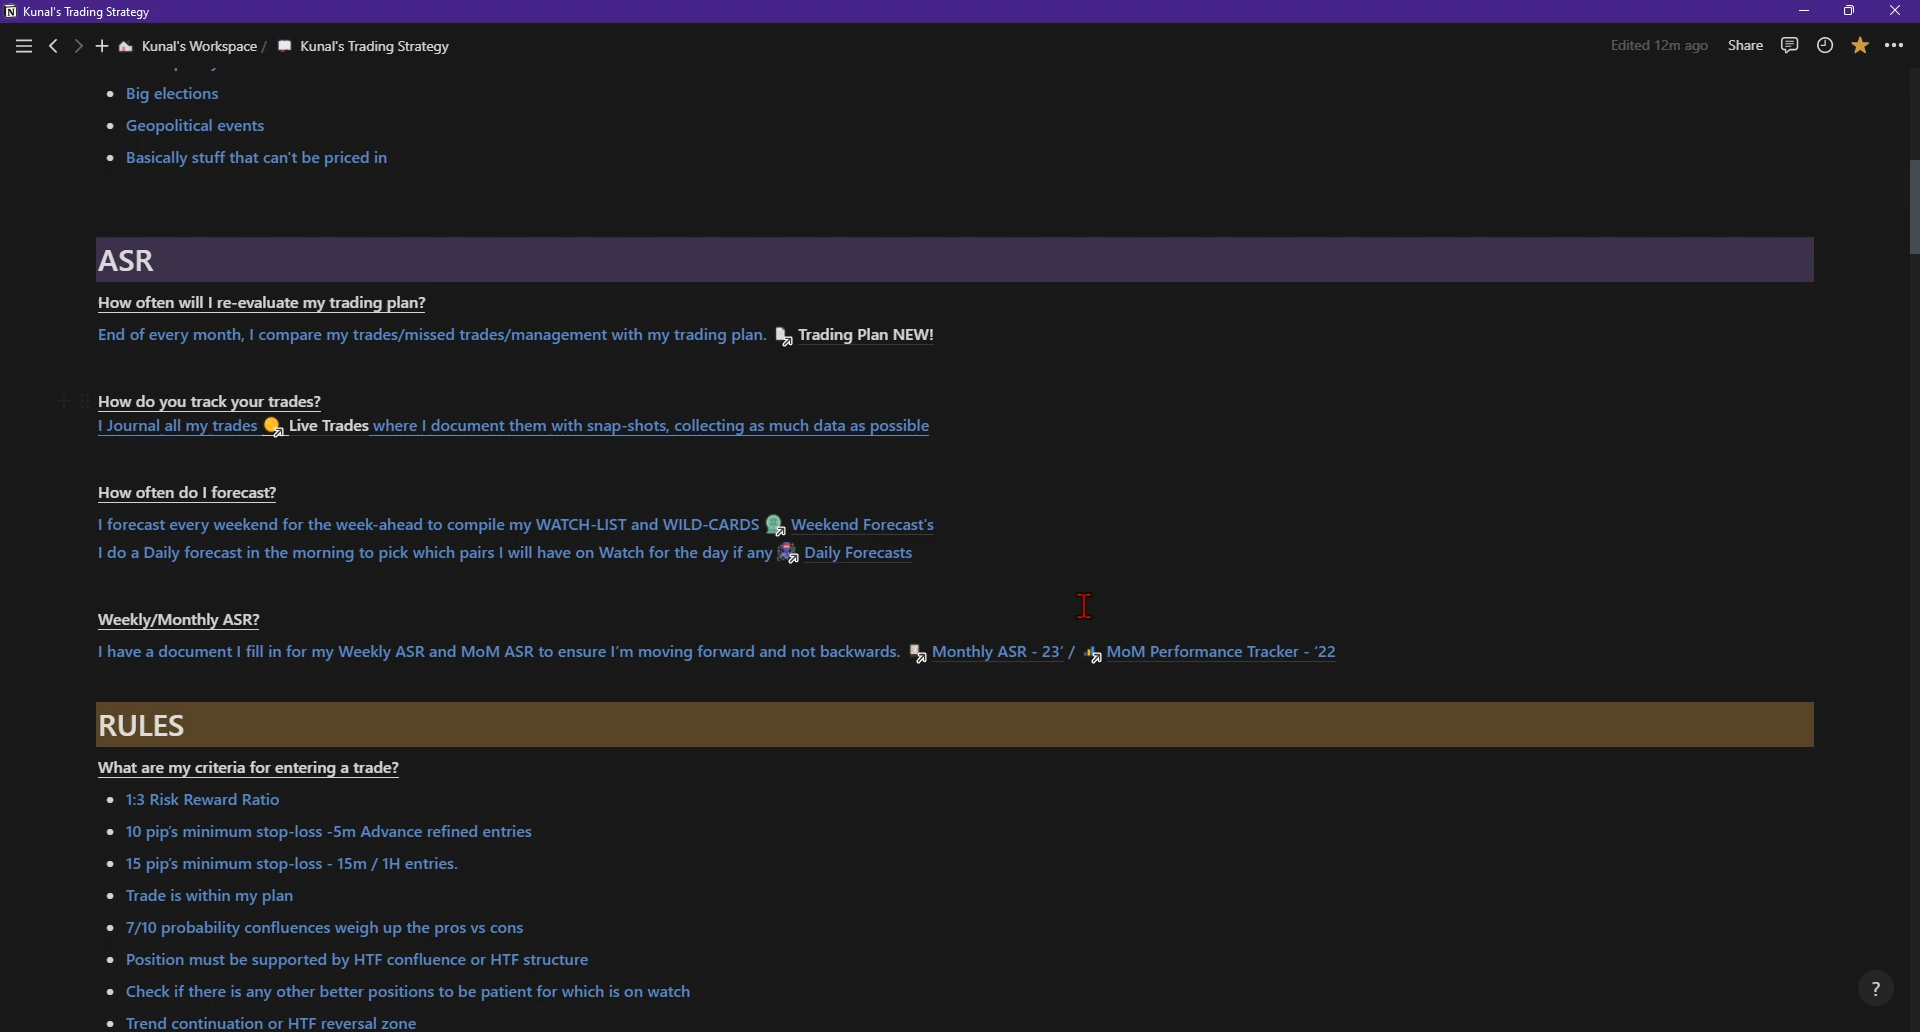 Kunal's Trading Strategy
Kunal's Workspace / Kunal's Trading Strategy
Edited 12m ago Share
Big elections
Geopolitical events
Basically stuff that can't be priced in
ASR
How often will I re-evaluate my trading plan?
End of every month, I compare my trades/missed trades/management with my trading plan. Trading Plan NEW!
How do you track your trades?
I Journal all my trades Live Trades where I document them with snap-shots, collecting as much data as possible
How often do I forecast?
I forecast every weekend for the week-ahead to compile my WATCH-LIST and WILD-CARDS Weekend Forecast's
I do a Daily forecast in the morning to pick which pairs I will have on Watch for the day if any Daily Forecasts
Weekly/Monthly ASR?
I have a document I fill in for my Weekly ASR and MoM ASR to ensure I'm moving forward and not backwards. Monthly ASR - 23' / MoM Performance Tracker - '22
RULES
What are my criteria for entering a trade?
1:3 Risk Reward Ratio
10 pip's minimum stop-loss -5m Advance refined entries
15 pip's minimum stop-loss - 15m / 1H entries.
Trade is within my plan
7/10 probability confluences weigh up the pros vs cons
Position must be supported by HTF confluence or HTF structure
Check if there is any other better positions to be patient for which is on watch
Trend continuation or HTF reversal zone
?